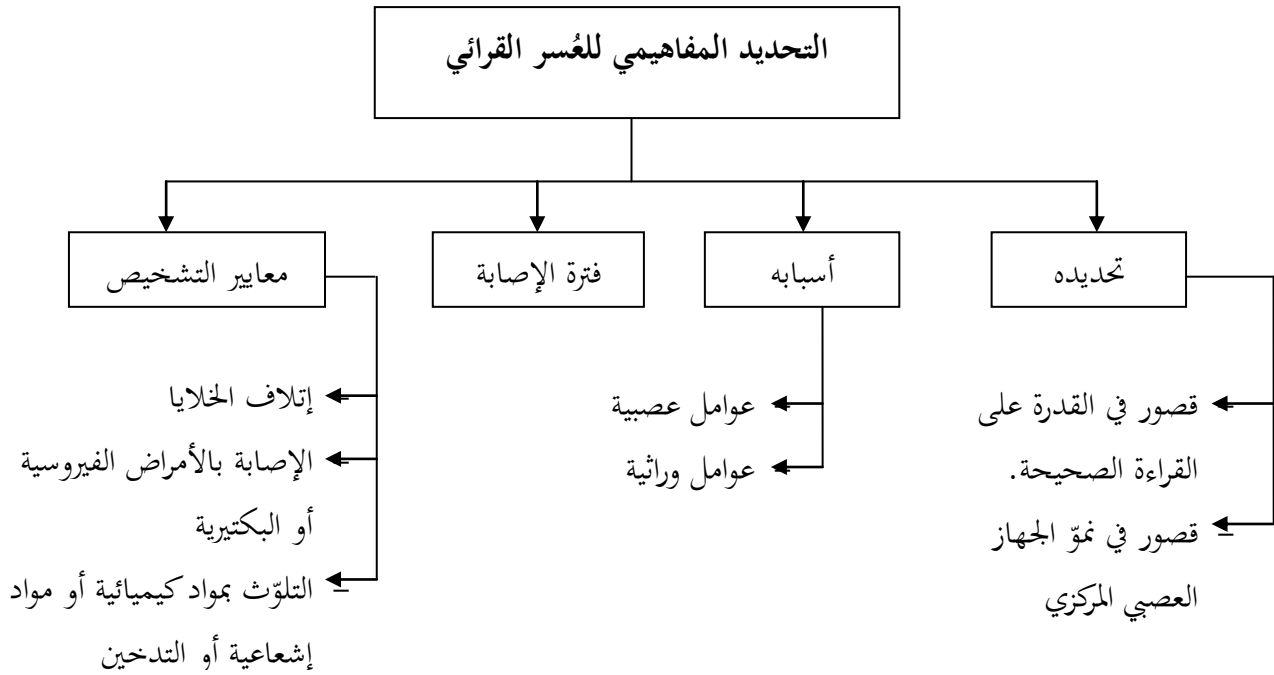 التحديد المفاهيمي للعُسر القرائي
تحديده
أسبابه
فترة الإصابة
معايير التشخيص
قصور في القدرة على
القراءة الصحيحة.
قصور في نموّ الجهاز
العصبي المركزي
عوامل عصبية
عوامل وراثية
إتلاف الخلايا
الإصابة بالأمراض الفيروسية
أو البكتيرية
التلوّث بمواد كيميائية أو مواد
إشعاعية أو التدخين